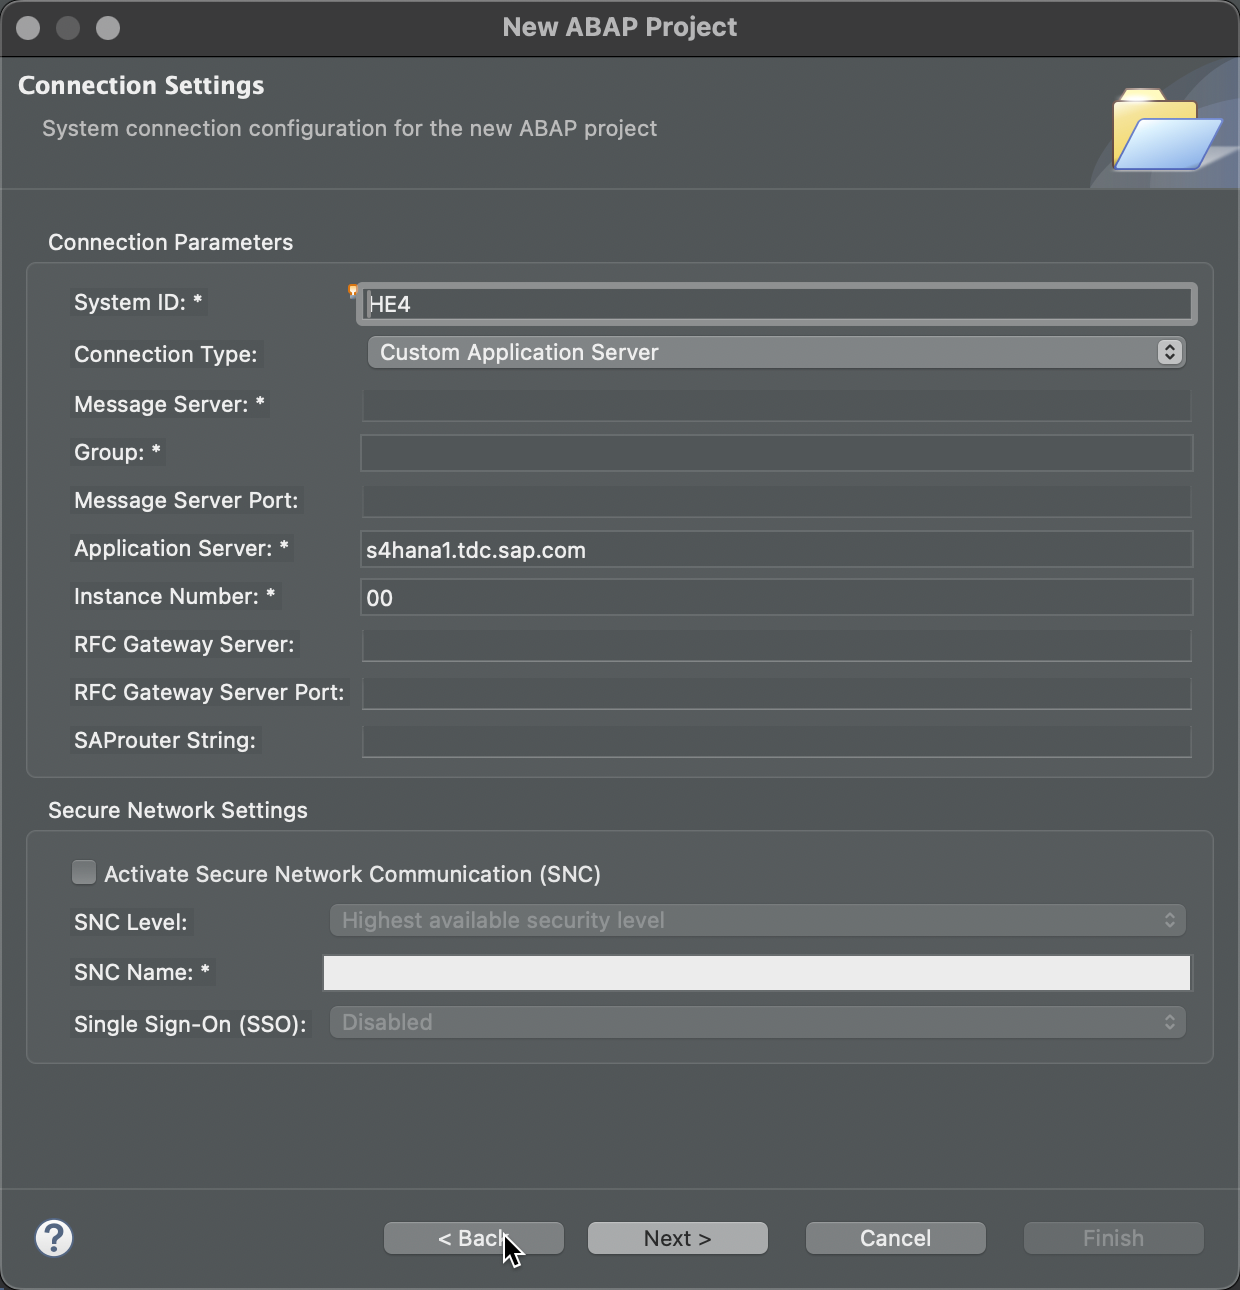 New ABAP Project
Connection Settings
System connection configuration for the new ABAP project
Connection Parameters
System ID: * HE4
Connection Type: Custom Application Server
Message Server: *
Group: *
Message Server Port:
Application Server: * s4hana1.tdc.sap.com
Instance Number: * 00
RFC Gateway Server:
RFC Gateway Server Port:
SAProuter String:
Secure Network Settings
Activate Secure Network Communication (SNC)
SNC Level: Highest available security level
SNC Name: *
Single Sign-On (SSO): Disabled
? < Back Next > Cancel Finish